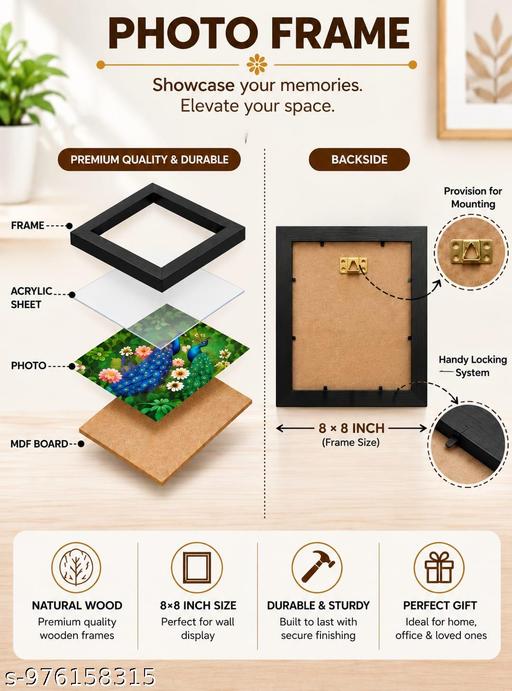 PHOTO FRAME
Showcase your memories.
Elevate your space.
PREMIUM QUALITY & DURABLE
BACKSIDE
FRAME
ACRYLIC
SHEET
PHOTO
MDF BOARD
Provision for
Mounting
Handy Locking
System
8 × 8 INCH
(Frame Size)
NATURAL WOOD
Premium quality
wooden frames
8×8 INCH SIZE
Perfect for wall
display
DURABLE & STURDY
Built to last with
secure finishing
PERFECT GIFT
Ideal for home,
office & loved ones
s-976158315